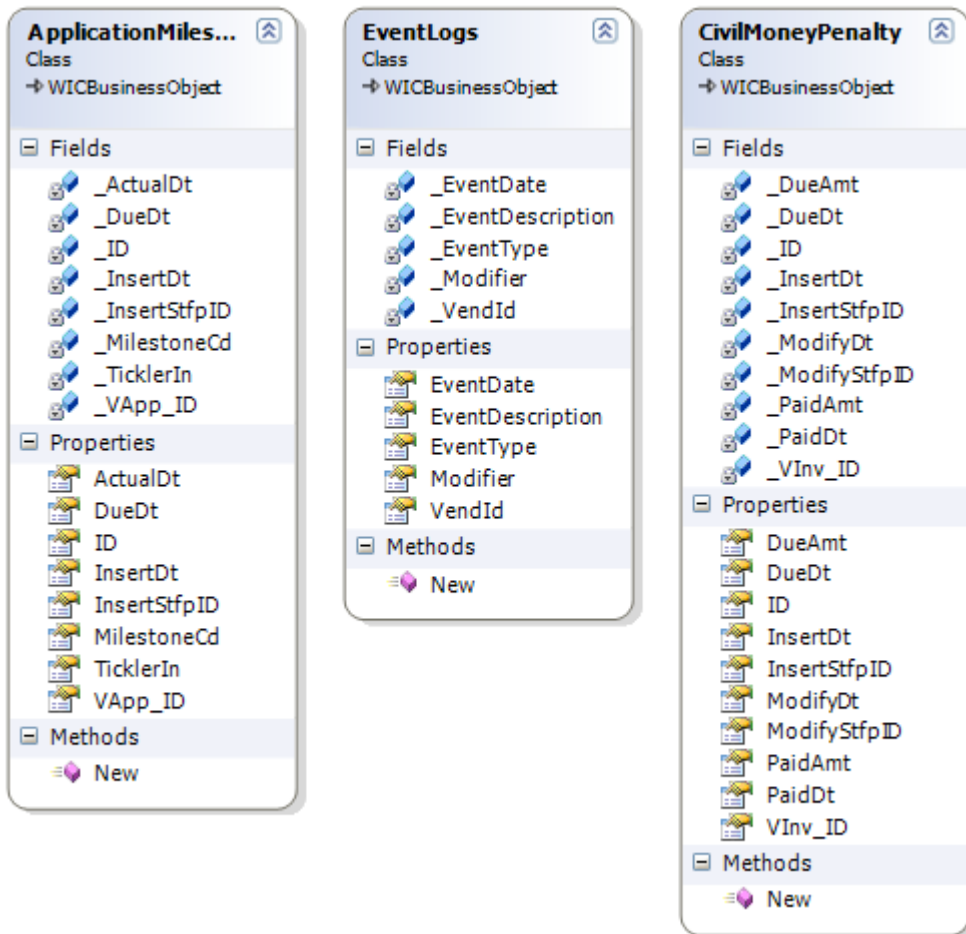 ApplicationMiles...
Class
WICBusinessObject
Fields
_ActualDt
_DueDt
_ID
_InsertDt
_InsertStfpID
_MilestoneCd
_TicklerIn
_VApp_ID
Properties
ActualDt
DueDt
ID
InsertDt
InsertStfpID
MilestoneCd
TicklerIn
VApp_ID
Methods
New
EventLogs
Class
WICBusinessObject
Fields
_EventDate
_EventDescription
_EventType
_Modifier
_VendId
Properties
EventDate
EventDescription
EventType
Modifier
VendId
Methods
New
CivilMoneyPenalty
Class
WICBusinessObject
Fields
_DueAmt
_DueDt
_ID
_InsertDt
_InsertStfpID
_ModifyDt
_ModifyStfpID
_PaidAmt
_PaidDt
_VInv_ID
Properties
DueAmt
DueDt
ID
InsertDt
InsertStfpID
ModifyDt
ModifyStfpID
PaidAmt
PaidDt
VInv_ID
Methods
New